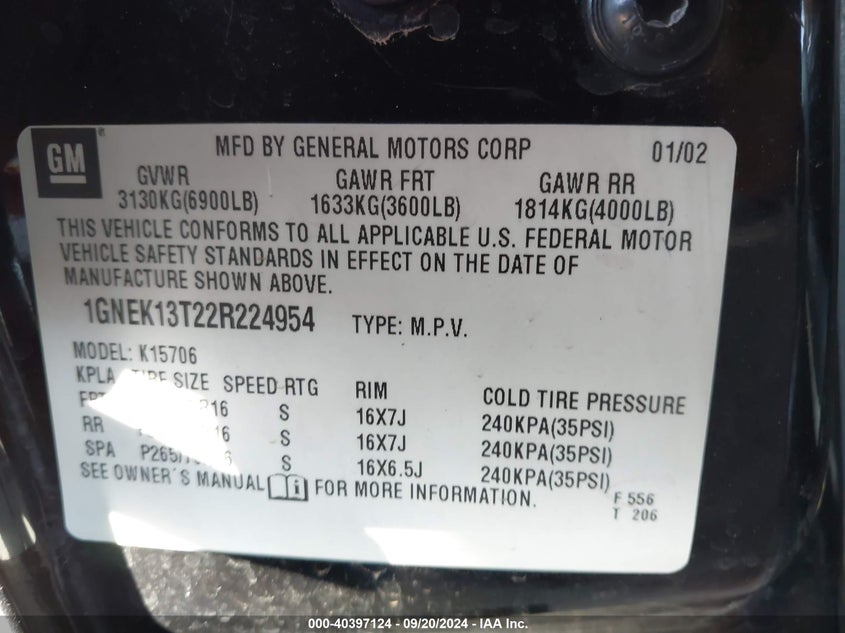 GM
MFD BY GENERAL MOTORS CORP 01/02
GVWR GAWR FRT GAWR RR
3130KG(6900LB) 1633KG(3600LB) 1814KG(4000LB)
THIS VEHICLE CONFORMS TO ALL APPLICABLE U.S. FEDERAL MOTOR
VEHICLE SAFETY STANDARDS IN EFFECT ON THE DATE OF
MANUFACTURE SHOWN ABOVE.
1GNEK13T22R224954 TYPE: M.P.V.
MODEL: K15706
KPLA SIZE SPEED RTG RIM COLD TIRE PRESSURE
S 16X7J 240KPA(35PSI)
RR S 16X7J 240KPA(35PSI)
SPA S 16X6.5J 240KPA(35PSI)
SEE OWNER'S MANUAL FOR MORE INFORMATION.
F 556
T 206
000-40397124 - 09/20/2024 - IAA Inc.